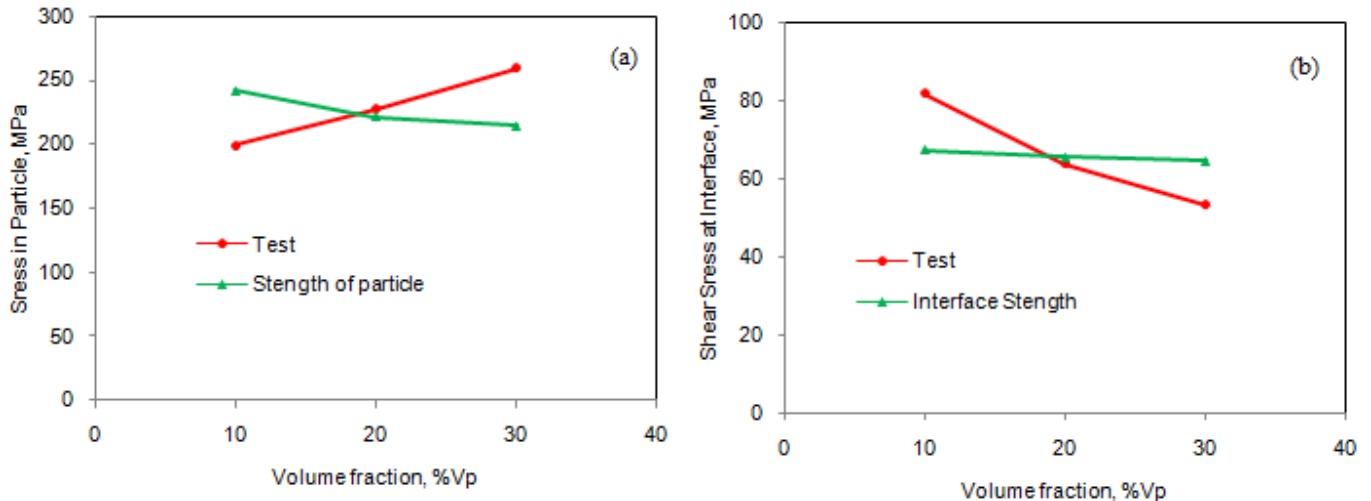 300
250
200
150
100
50
0
0 10 20 30 40
Sress in Particle, MPa
Volume fraction, %Vp
(a)
Test
Stength of particle
100
80
60
40
20
0
0 10 20 30 40
Shear Sress at Interface, MPa
Volume fraction, %Vp
(b)
Test
Interface Stength